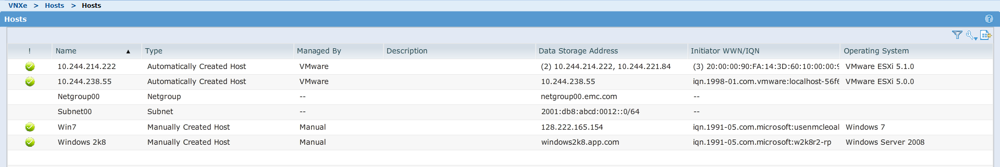 VNXe > Hosts > Hosts
Hosts ?
! Name ▲ Type Managed By Description Data Storage Address Initiator WWN/IQN Operating System
10.244.214.222 Automatically Created Host VMware (2) 10.244.214.222, 10.244.221.84 (3) 20:00:00:90:FA:14:3D:60:10:00:00:9 VMware ESXi 5.1.0
10.244.238.55 Automatically Created Host VMware 10.244.238.55 iqn.1998-01.com.vmware:localhost-56f6 VMware ESXi 5.0.0
Netgroup00 Netgroup -- netgroup00.emc.com --
Subnet00 Subnet -- 2001:db8:abcd:0012::0/64 --
Win7 Manually Created Host Manual 128.222.165.154 iqn.1991-05.com.microsoft:usenmcleoal Windows 7
Windows 2k8 Manually Created Host Manual windows2k8.app.com iqn.1991-05.com.microsoft:w2k8r2-rp Windows Server 2008